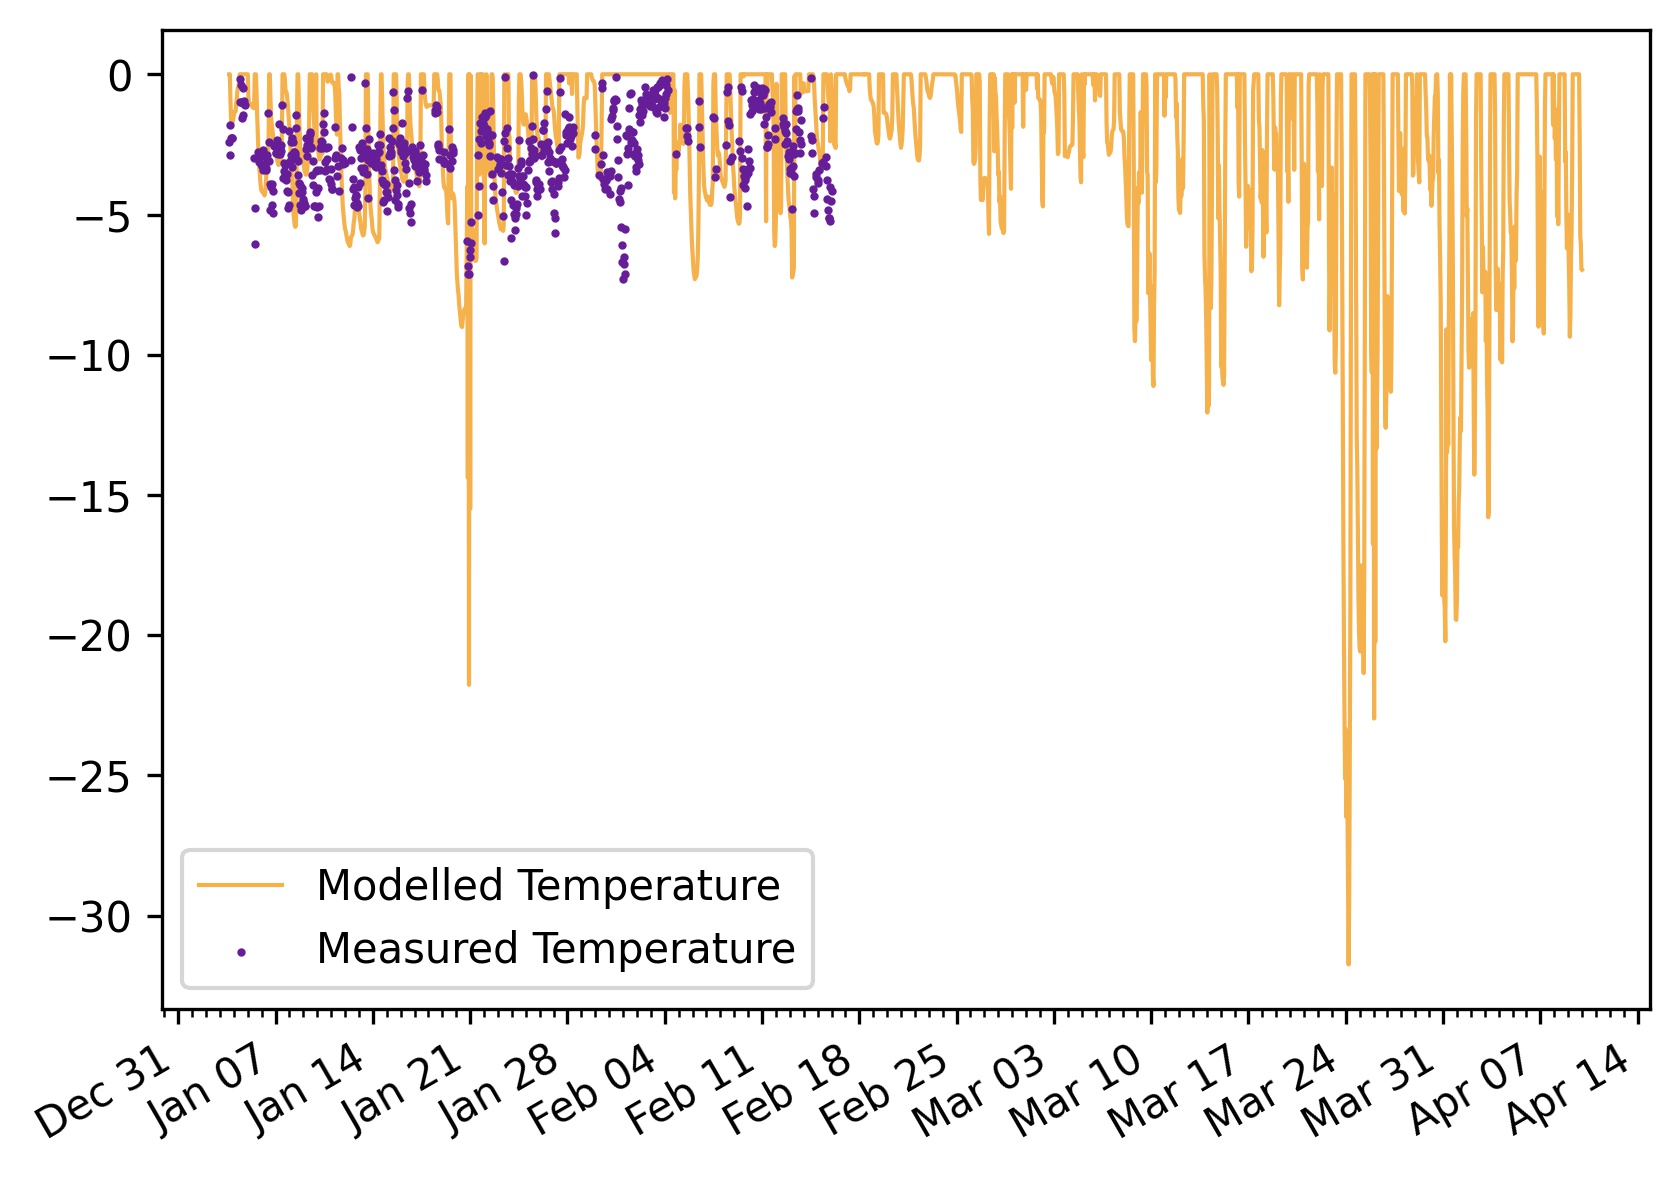 0
−5
−10
−15
−20
−25
−30
Modelled Temperature
Measured Temperature
Dec 31
Jan 07
Jan 14
Jan 21
Jan 28
Feb 04
Feb 11
Feb 18
Feb 25
Mar 03
Mar 10
Mar 17
Mar 24
Mar 31
Apr 07
Apr 14